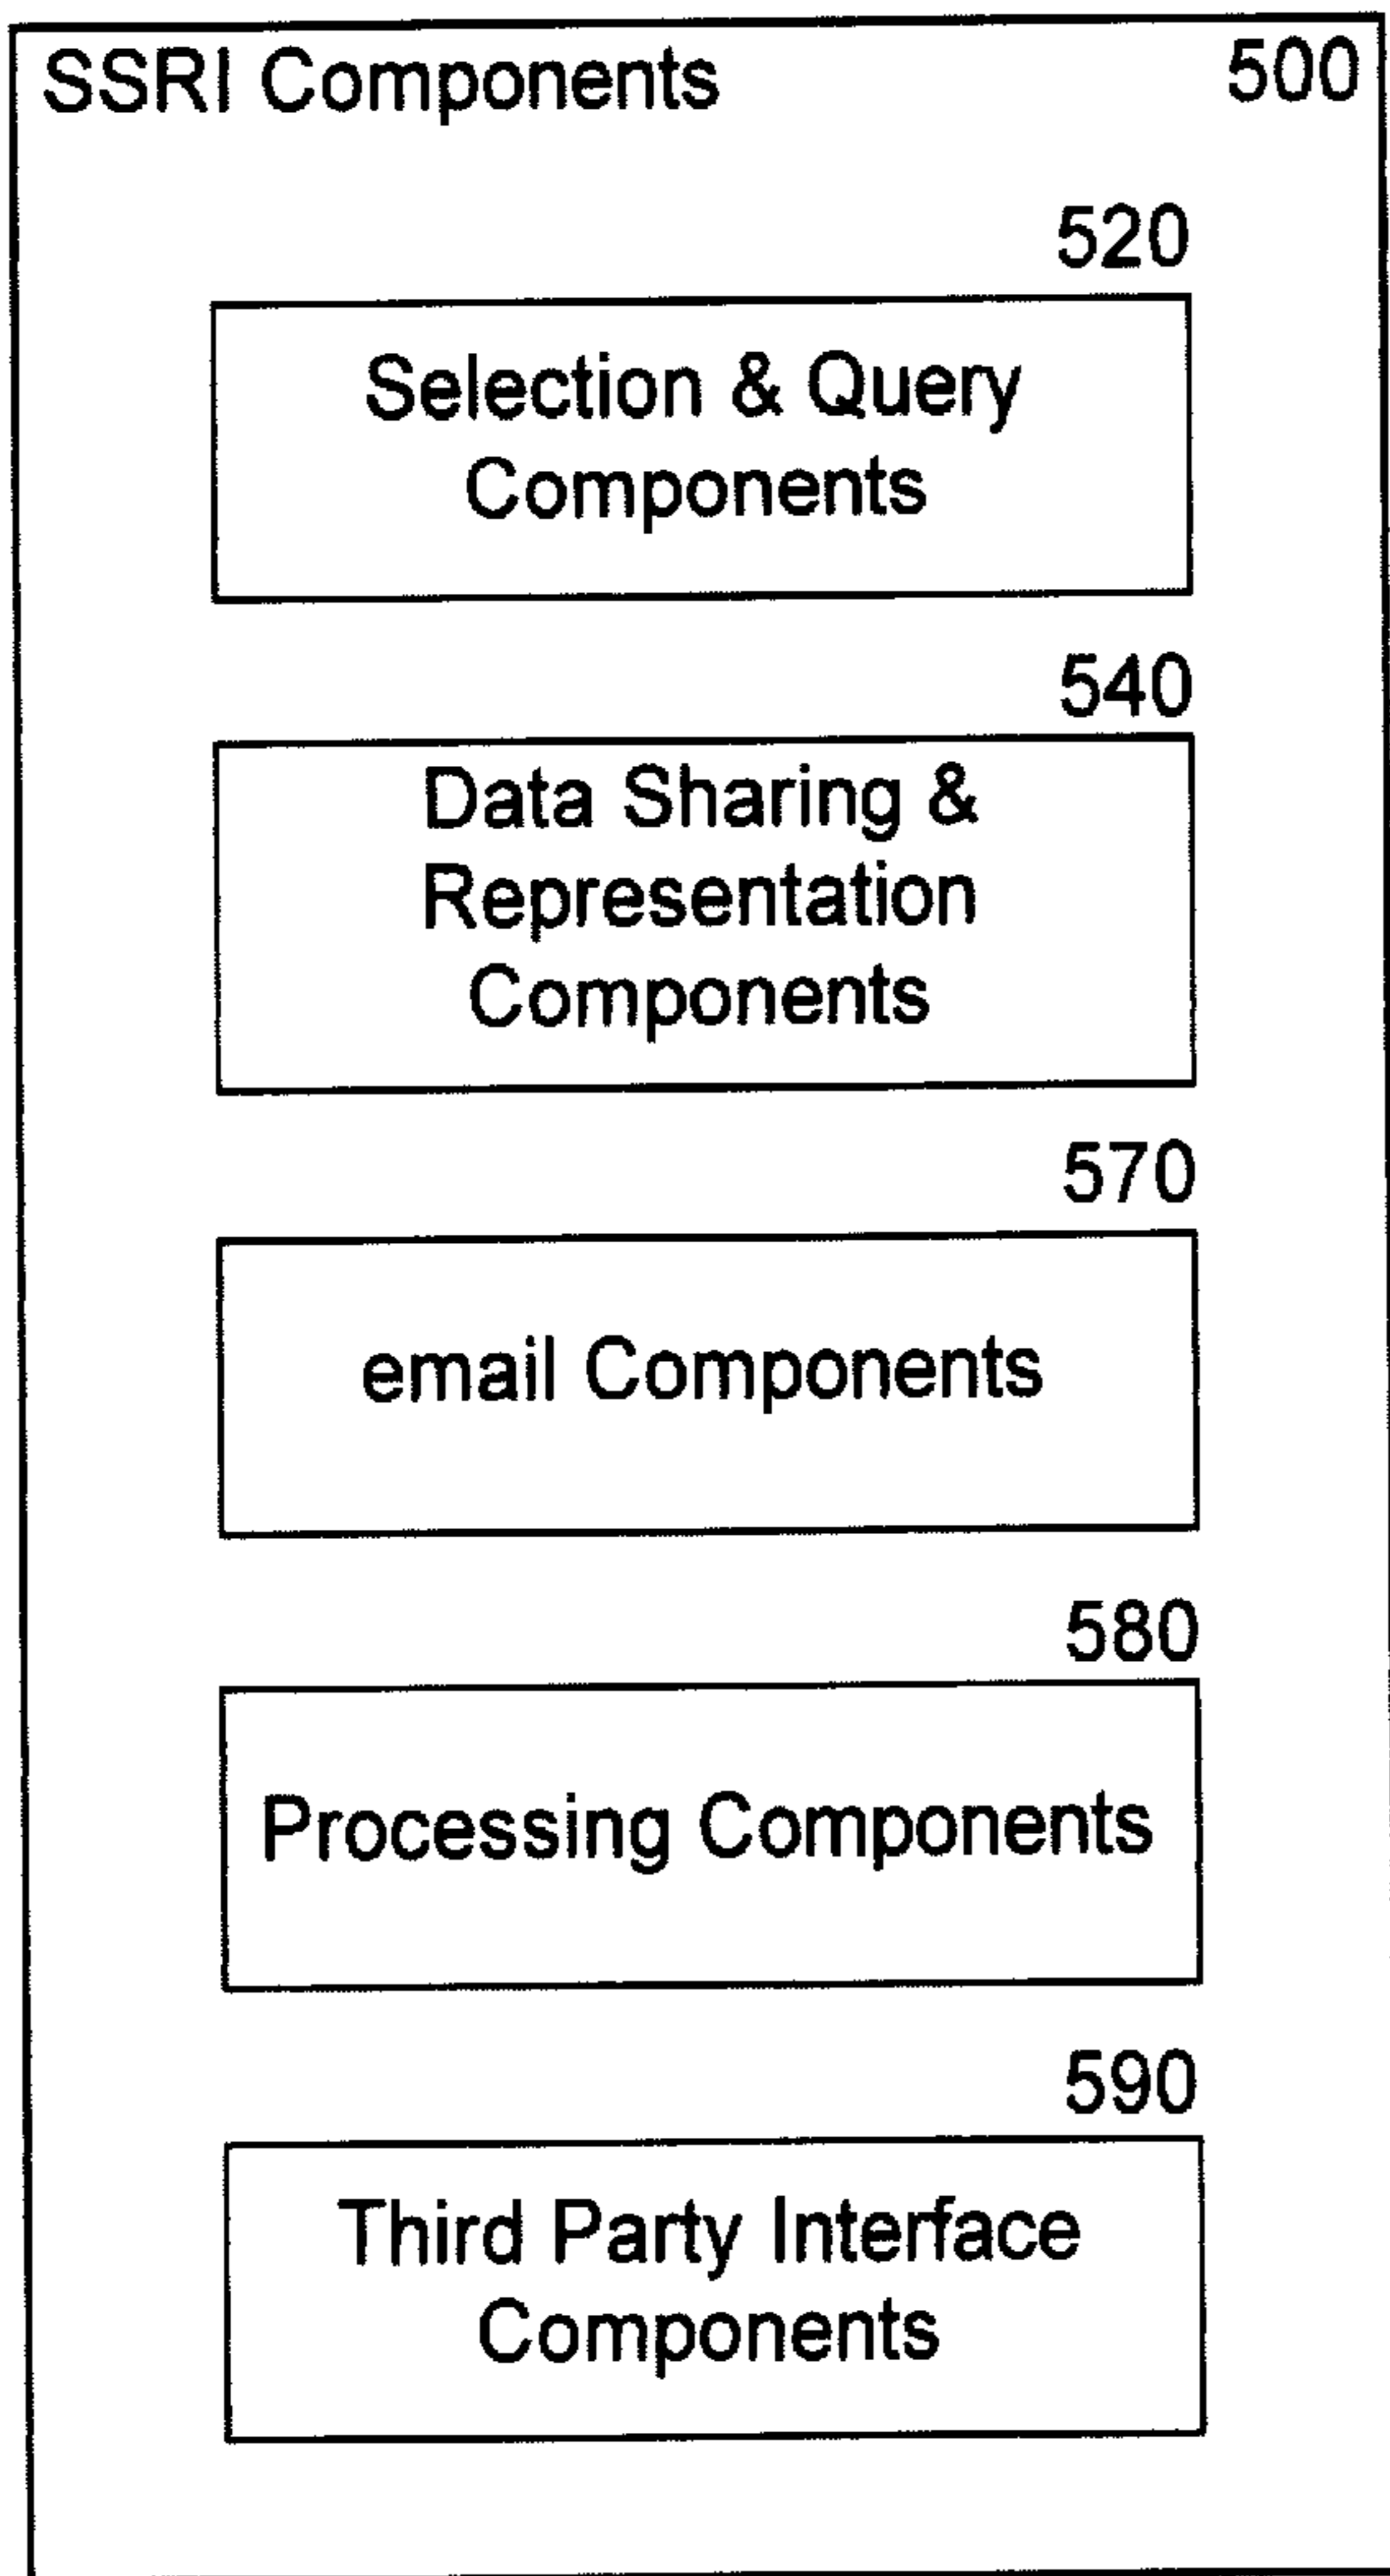 SSRI Components 500
520
Selection & Query
Components
540
Data Sharing &
Representation
Components
570
email Components
580
Processing Components
590
Third Party Interface
Components